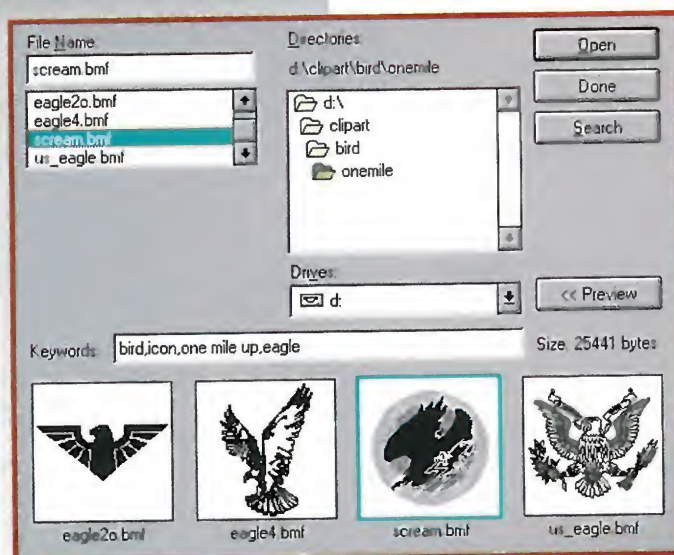 File Name:
scream.bmf
eagle2o.bmf
eagle4.bmf
scream.bmf
us_eagle.bmf
Directories:
d:\clipart\bird\onemile
d:\
clipart
bird
onemile
Drives:
d:
Open
Done
Search
<< Preview
Keywords: bird,icon,one mile up,eagle
Size: 25441 bytes
eagle2o.bmf
eagle4.bmf
scream.bmf
us_eagle.bmf